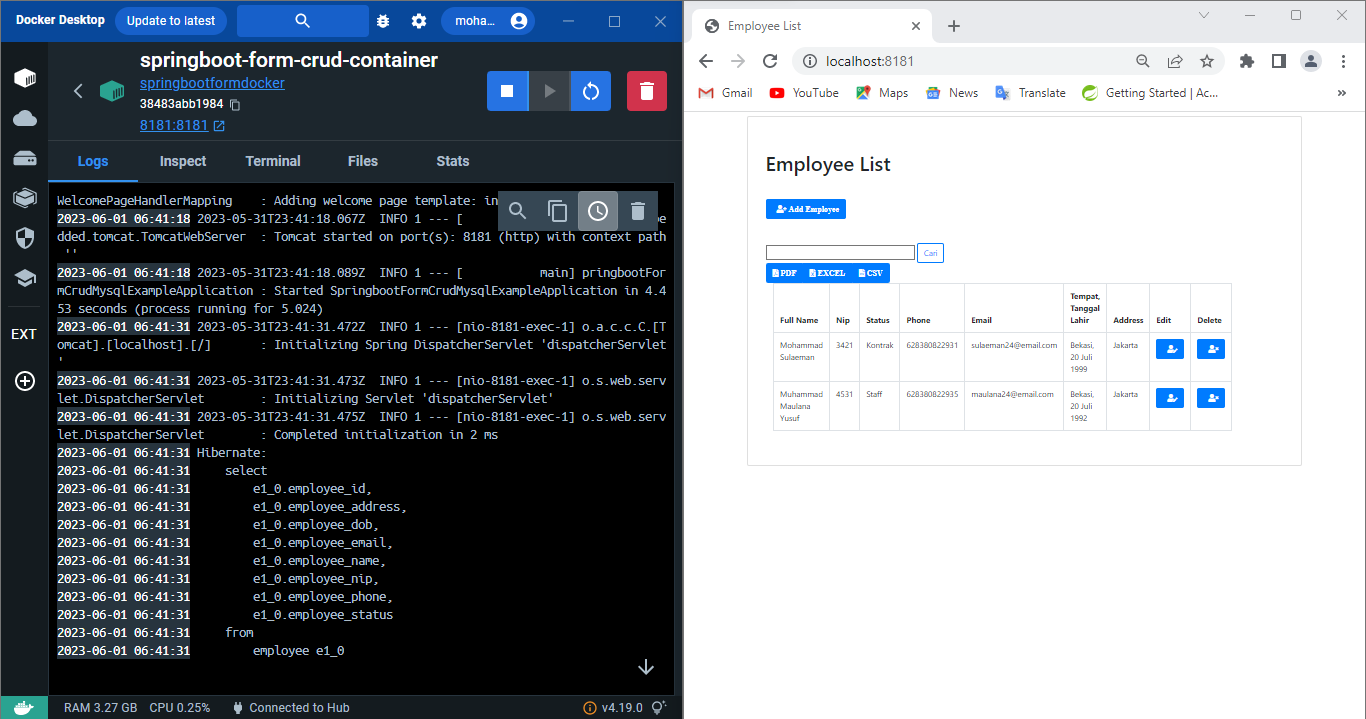 Docker Desktop
Update to latest
moha...
springboot-form-crud-container
springbootformdocker
38483abb1984
8181:8181
Logs Inspect Terminal Files Stats
WelcomePageHandlerMapping    : Adding welcome page template: in
2023-06-01 06:41:18 2023-05-31T23:41:18.067Z  INFO 1 --- [
dded.tomcat.TomcatWebServer  : Tomcat started on port(s): 8181 (http) with context path
''
2023-06-01 06:41:18 2023-05-31T23:41:18.089Z  INFO 1 --- [           main] pringbootFor
mCrudMysqlExampleApplication : Started SpringbootFormCrudMysqlExampleApplication in 4.4
53 seconds (process running for 5.024)
2023-06-01 06:41:31 2023-05-31T23:41:31.472Z  INFO 1 --- [nio-8181-exec-1] o.a.c.c.C.[T
omcat].[localhost].[/]       : Initializing Spring DispatcherServlet 'dispatcherServlet
'
2023-06-01 06:41:31 2023-05-31T23:41:31.473Z  INFO 1 --- [nio-8181-exec-1] o.s.web.serv
let.DispatcherServlet        : Initializing Servlet 'dispatcherServlet'
2023-06-01 06:41:31 2023-05-31T23:41:31.475Z  INFO 1 --- [nio-8181-exec-1] o.s.web.serv
let.DispatcherServlet        : Completed initialization in 2 ms
2023-06-01 06:41:31 Hibernate:
2023-06-01 06:41:31     select
2023-06-01 06:41:31         e1_0.employee_id,
2023-06-01 06:41:31         e1_0.employee_address,
2023-06-01 06:41:31         e1_0.employee_dob,
2023-06-01 06:41:31         e1_0.employee_email,
2023-06-01 06:41:31         e1_0.employee_name,
2023-06-01 06:41:31         e1_0.employee_nip,
2023-06-01 06:41:31         e1_0.employee_phone,
2023-06-01 06:41:31         e1_0.employee_status
2023-06-01 06:41:31     from
2023-06-01 06:41:31         employee e1_0
EXT
RAM 3.27 GB CPU 0.25% Connected to Hub v4.19.0
Employee List
localhost:8181
Gmail YouTube Maps News Translate Getting Started | Ac... »
Employee List
Add Employee
Cari
PDF EXCEL CSV
Full Name Nip Status Phone Email Tempat, Tanggal Lahir Address Edit Delete
Mohammad Sulaeman 3421 Kontrak 628380822931 sulaeman24@email.com Bekasi, 20 Juli 1999 Jakarta
Muhammad Maulana Yusuf 4531 Staff 628380822935 maulana24@email.com Bekasi, 20 Juli 1992 Jakarta